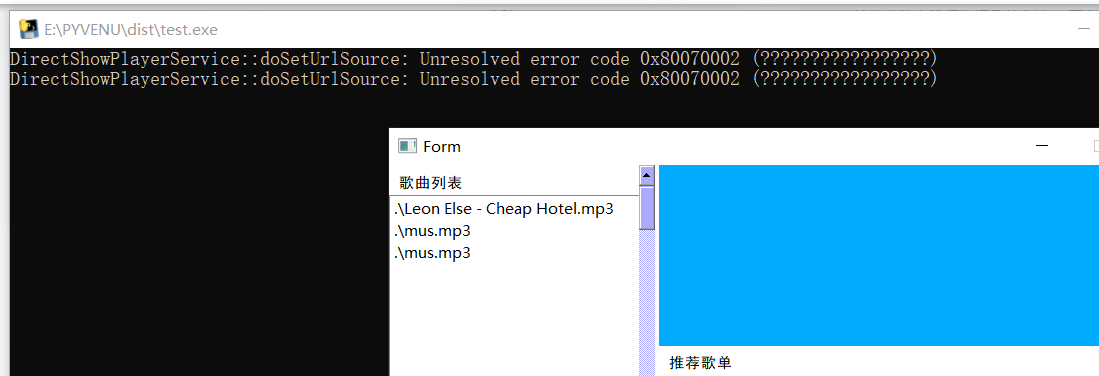 E:\PYVENU\dist\test.exe
DirectShowPlayerService::doSetUrlSource: Unresolved error code 0x80070002 (?????????????????)
DirectShowPlayerService::doSetUrlSource: Unresolved error code 0x80070002 (?????????????????)
Form
歌曲列表
.\Leon Else - Cheap Hotel.mp3
.\mus.mp3
.\mus.mp3
推荐歌单